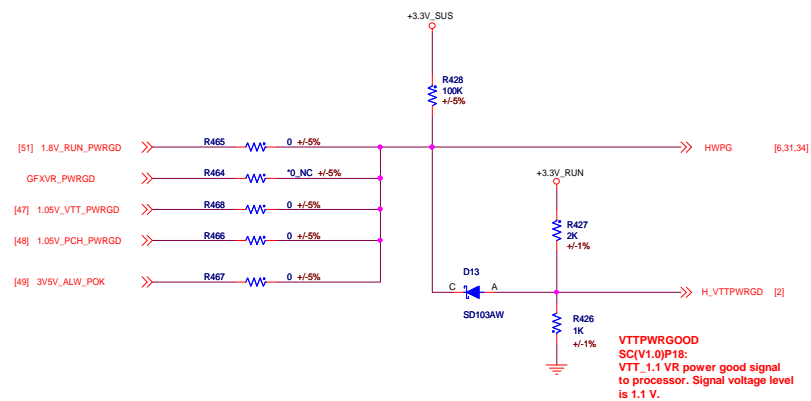 +3.3V_SUS
R428
100K
+/-5%
[51] 1.8V_RUN_PWRGD
R465
0 +/-5%
HWPG
[6,31,34]
GFXVR_PWRGD
R464
*0_NC +/-5%
+3.3V_RUN
[47] 1.05V_VTT_PWRGD
R468
0 +/-5%
R427
2K
+/-1%
[48] 1.05V_PCH_PWRGD
R466
0 +/-5%
[49] 3V5V_ALW_POK
R467
0 +/-5%
D13
C A
SD103AW
H_VTTPWRGD [2]
R426
1K
+/-1%
VTTPWRGOOD
SC(V1.0)P18:
VTT_1.1 VR power good signal
to processor. Signal voltage level
is 1.1 V.